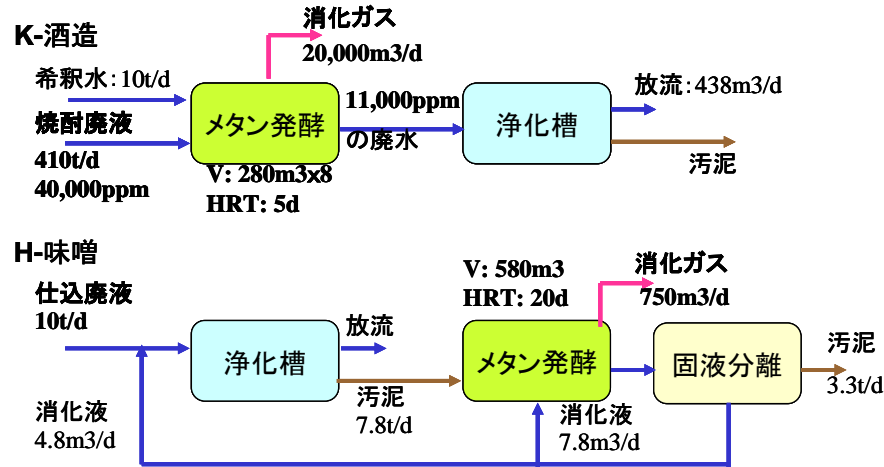 K-酒造
消化ガス
20,000m3/d
希釈水：10t/d
焼酎廃液
410t/d
40,000ppm
メタン発酵
V: 280m3x8
HRT: 5d
11,000ppm
の廃水
浄化槽
放流：438m3/d
汚泥
H-味噌
仕込廃液
10t/d
浄化槽
放流
汚泥
7.8t/d
V: 580m3
HRT: 20d
消化ガス
750m3/d
メタン発酵
固液分離
汚泥
3.3t/d
消化液
4.8m3/d
消化液
7.8m3/d